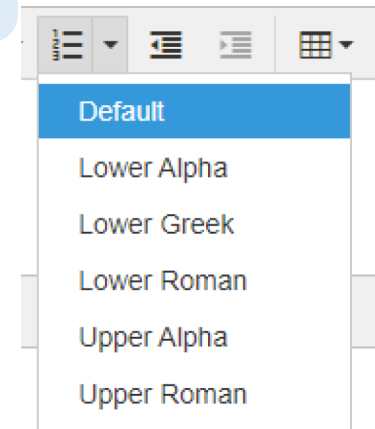 Default
Lower Alpha
Lower Greek
Lower Roman
Upper Alpha
Upper Roman